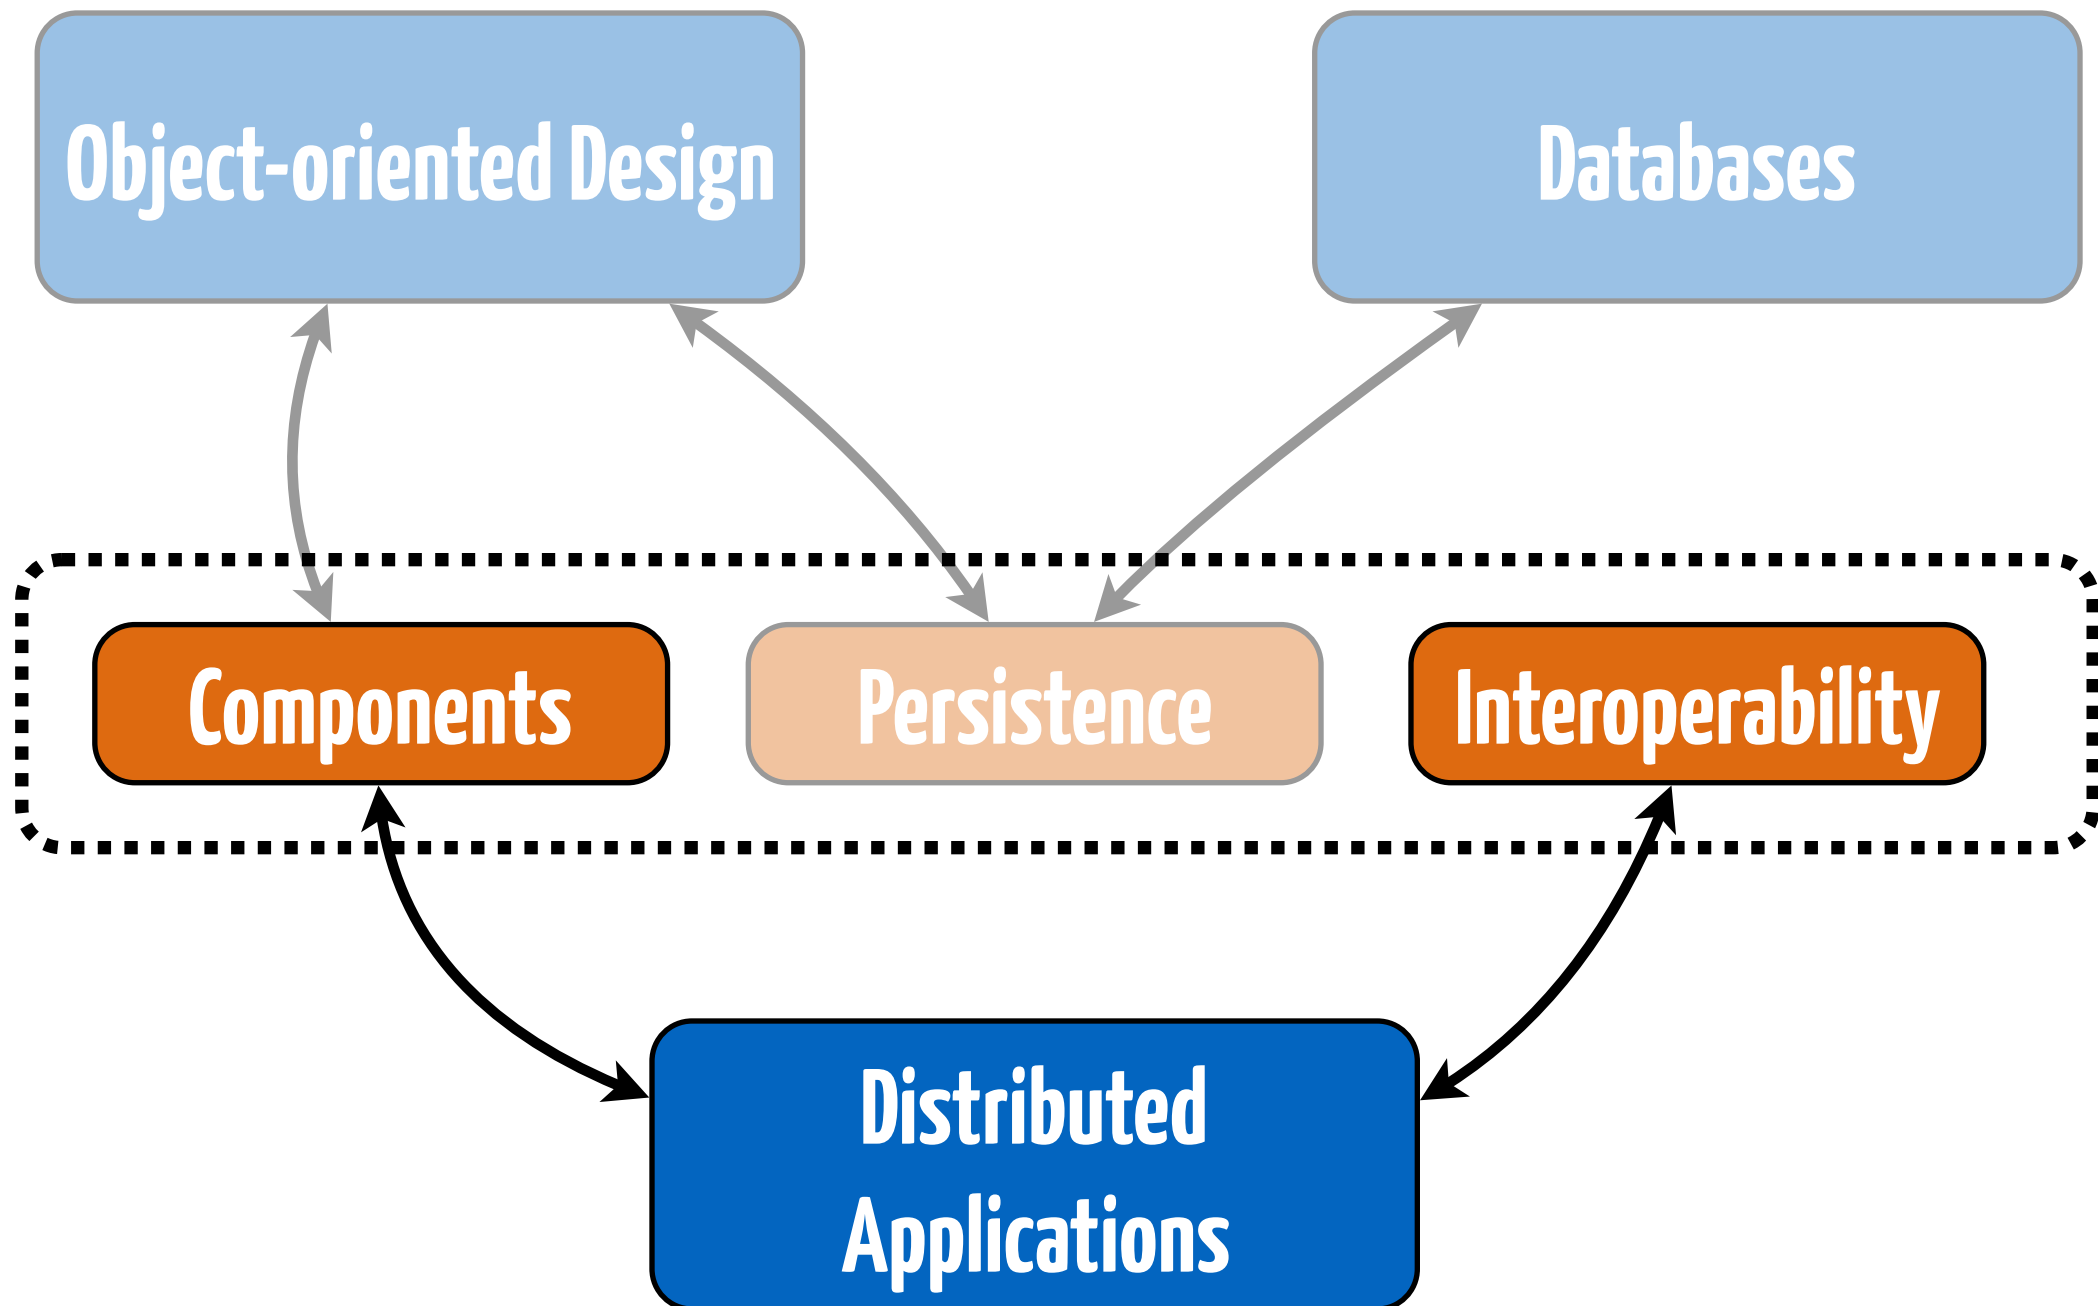 Object-oriented Design
Databases
Components
Persistence
Interoperability
Distributed
Applications